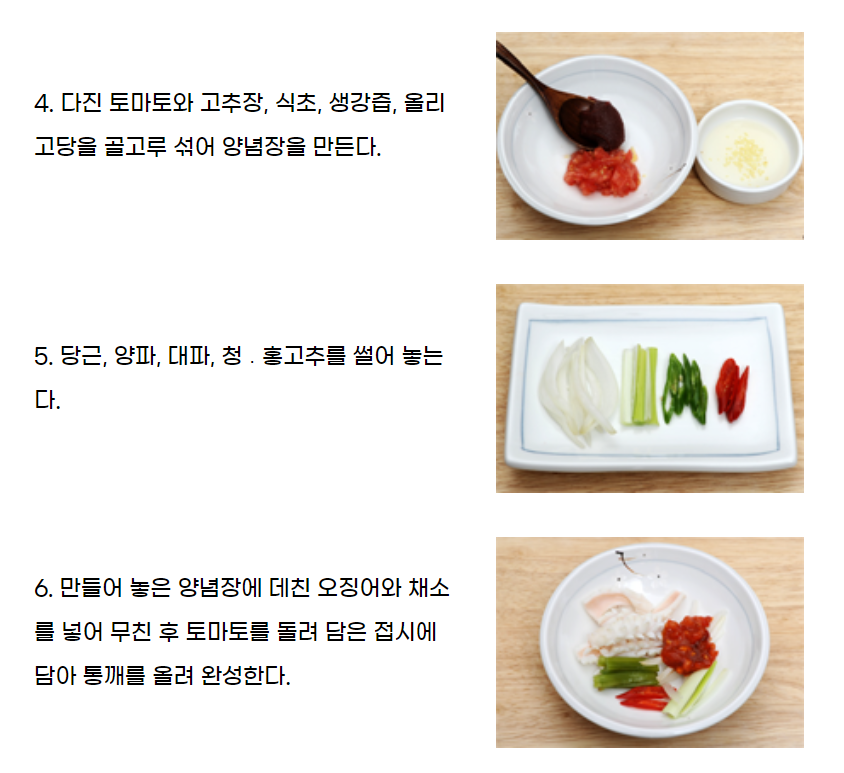 4. 다진 토마토와 고추장, 식초, 생강즙, 올리
고당을 골고루 섞어 양념장을 만든다.
5. 당근, 양파, 대파, 청 . 홍고추를 썰어 놓는
다.
6. 만들어 놓은 양념장에 데친 오징어와 채소
를 넣어 무친 후 토마토를 돌려 담은 접시에
담아 통깨를 올려 완성한다.